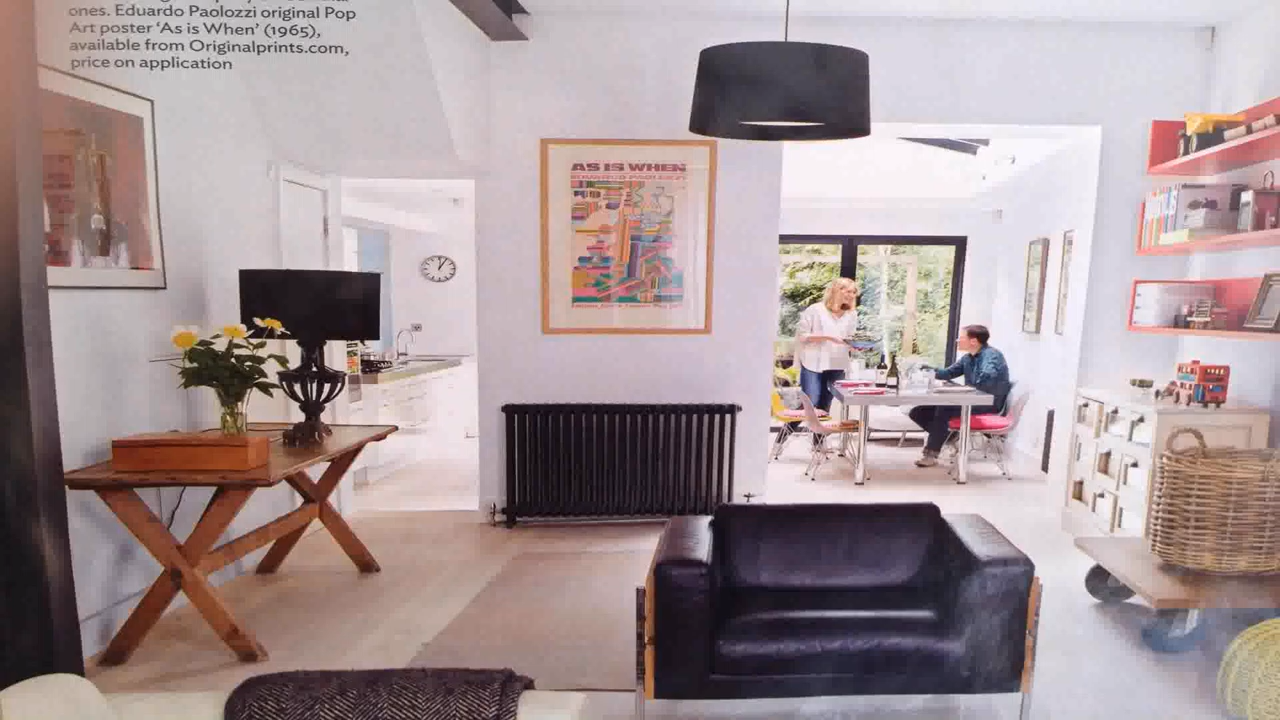 ones. Eduardo Paolozzi original Pop
Art poster ‘As is When’ (1965),
available from Originalprints.com,
price on application
AS IS WHEN